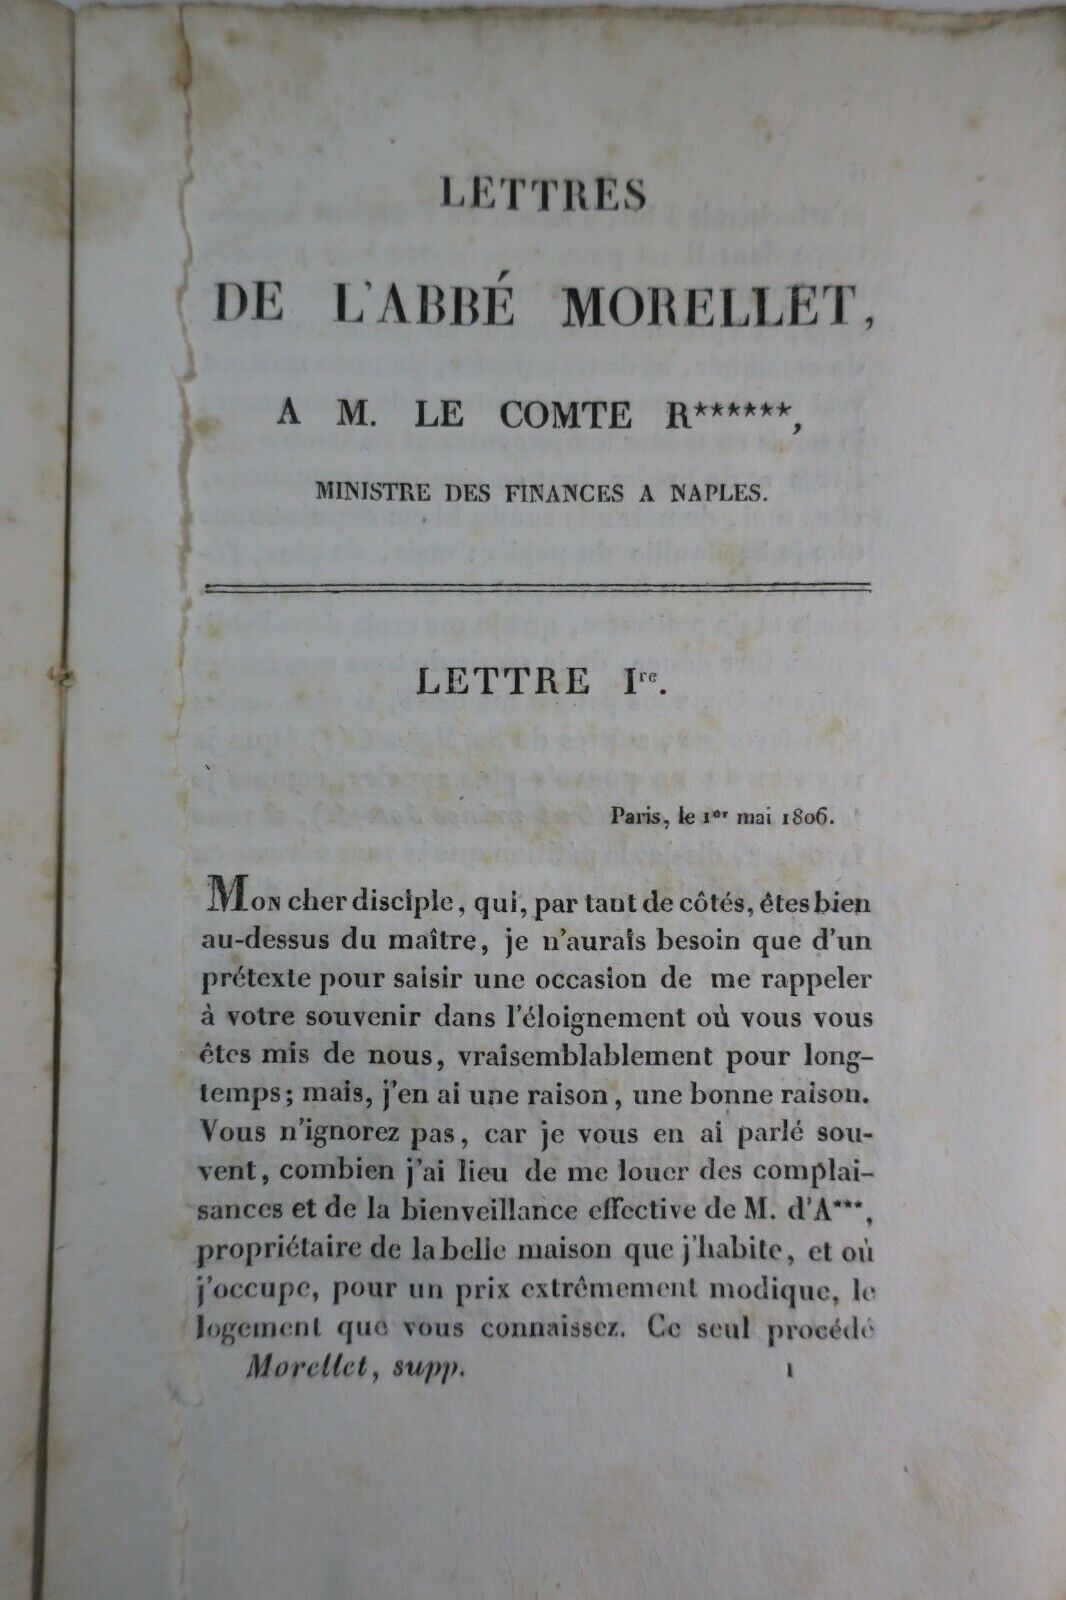 LETTRES
DE L'ABBÉ MORELLET,
A M. LE COMTE R******,
MINISTRE DES FINANCES A NAPLES.
LETTRE Ire.
Paris, le 1er mai 1806.
MON cher disciple, qui, par tant de côtés, êtes bien
au-dessus du maître, je n'aurais besoin que d'un
prétexte pour saisir une occasion de me rappeler
à votre souvenir dans l'éloignement où vous vous
êtes mis de nous, vraisemblablement pour long-
temps; mais, j'en ai une raison, une bonne raison.
Vous n'ignorez pas, car je vous en ai parlé sou-
vent, combien j'ai lieu de me louer des complai-
sances et de la bienveillance effective de M. d'A***,
propriétaire de la belle maison que j'habite, et où
j'occupe, pour un prix extrêmement modique, le
logement que vous connaissez. Ce seul procédé
Morellet, supp. 1